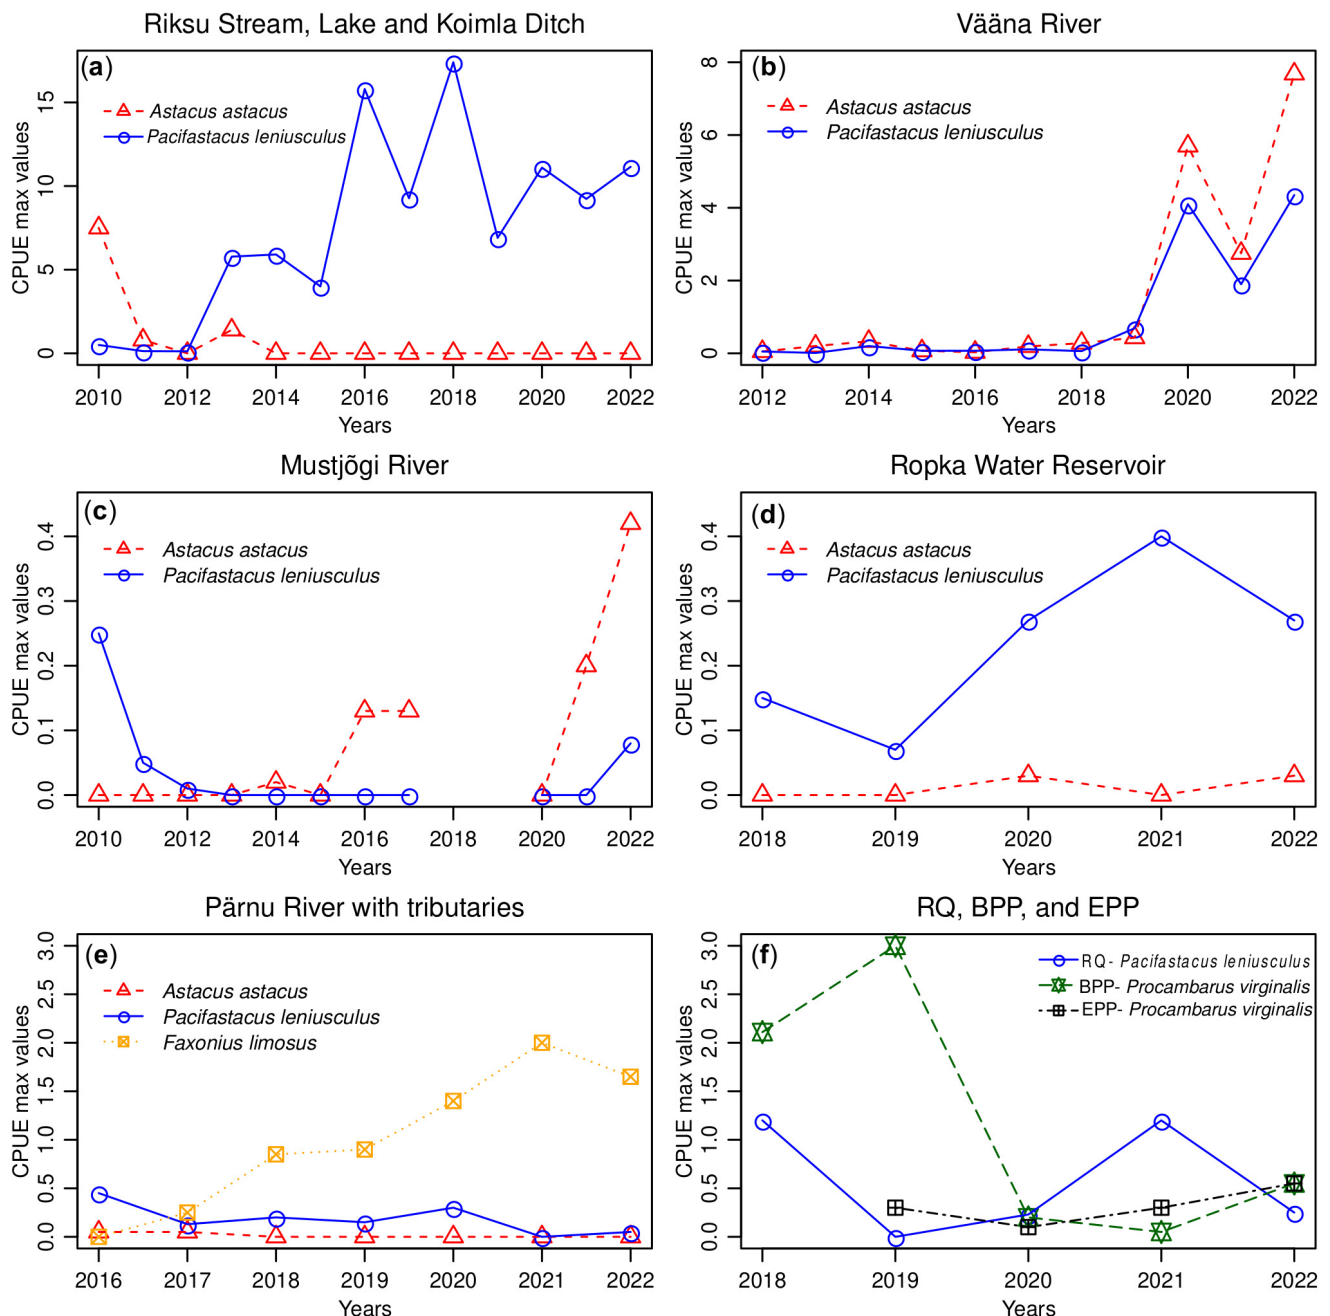 Riksu Stream, Lake and Koimla Ditch
(a)
Astacus astacus
Pacifastacus leniusculus
CPUE max values
0 5 10 15
2010 2012 2014 2016 2018 2020 2022
Years
Vääna River
(b)
Astacus astacus
Pacifastacus leniusculus
CPUE max values
0 2 4 6 8
2012 2014 2016 2018 2020 2022
Years
Mustjõgi River
(c)
Astacus astacus
Pacifastacus leniusculus
CPUE max values
0.0 0.1 0.2 0.3 0.4
2010 2012 2014 2016 2018 2020 2022
Years
Ropka Water Reservoir
(d)
Astacus astacus
Pacifastacus leniusculus
CPUE max values
0.0 0.1 0.2 0.3 0.4
2018 2019 2020 2021 2022
Years
Pärnu River with tributaries
(e)
Astacus astacus
Pacifastacus leniusculus
Faxonius limosus
CPUE max values
0.0 0.5 1.0 1.5 2.0 2.5 3.0
2016 2017 2018 2019 2020 2021 2022
Years
RQ, BPP, and EPP
(f)
RQ- Pacifastacus leniusculus
BPP- Procambarus virginalis
EPP- Procambarus virginalis
CPUE max values
0.0 0.5 1.0 1.5 2.0 2.5 3.0
2018 2019 2020 2021 2022
Years